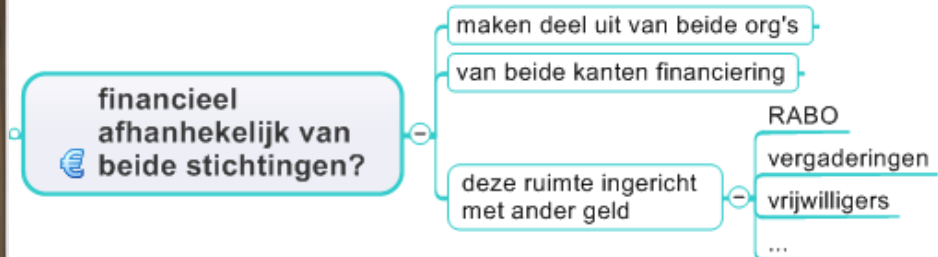 financieel
afhanhekelijk van
beide stichtingen?
maken deel uit van beide org's
van beide kanten financiering
deze ruimte ingericht
met ander geld
RABO
vergaderingen
vrijwilligers
...